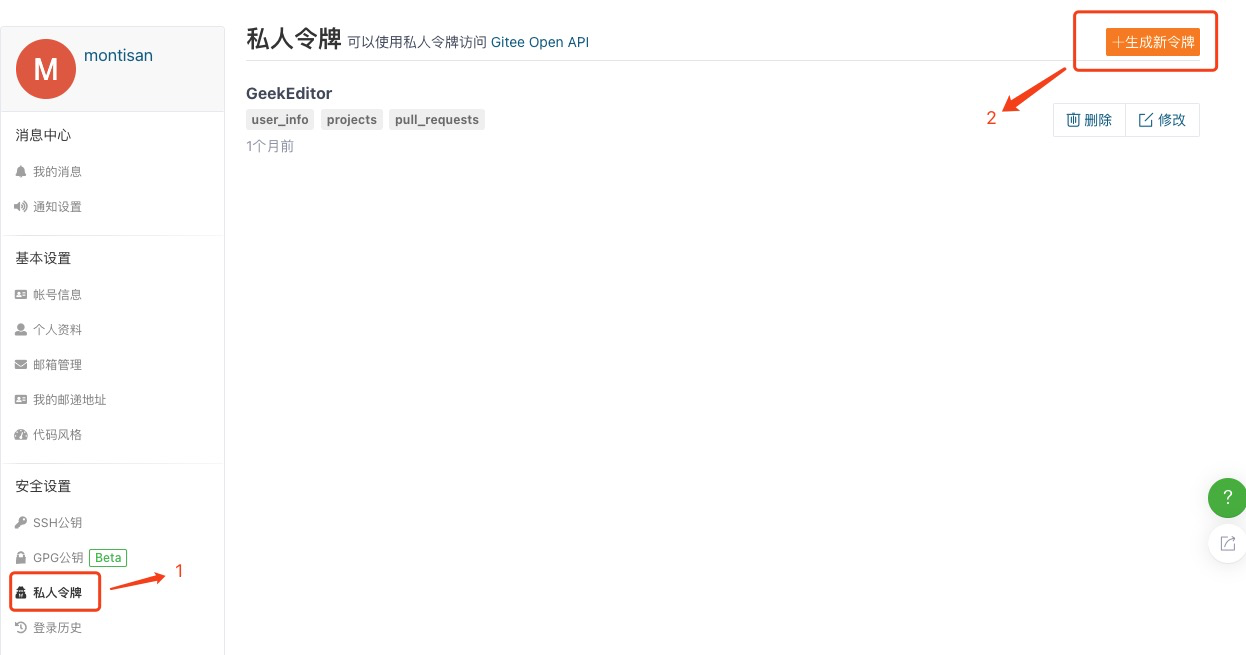 M
montisan
消息中心
我的消息
通知设置
基本设置
帐号信息
个人资料
邮箱管理
我的邮递地址
代码风格
安全设置
SSH公钥
GPG公钥 Beta
私人令牌
1
登录历史
私人令牌 可以使用私人令牌访问 Gitee Open API
+生成新令牌
2
GeekEditor
user_info projects pull_requests
1个月前
删除 修改
?